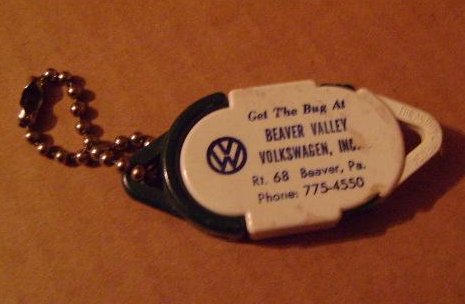 Get The Bug At
BEAVER VALLEY
VOLKSWAGEN, INC.
Rt. 68 Beaver, Pa.
Phone: 775-4550